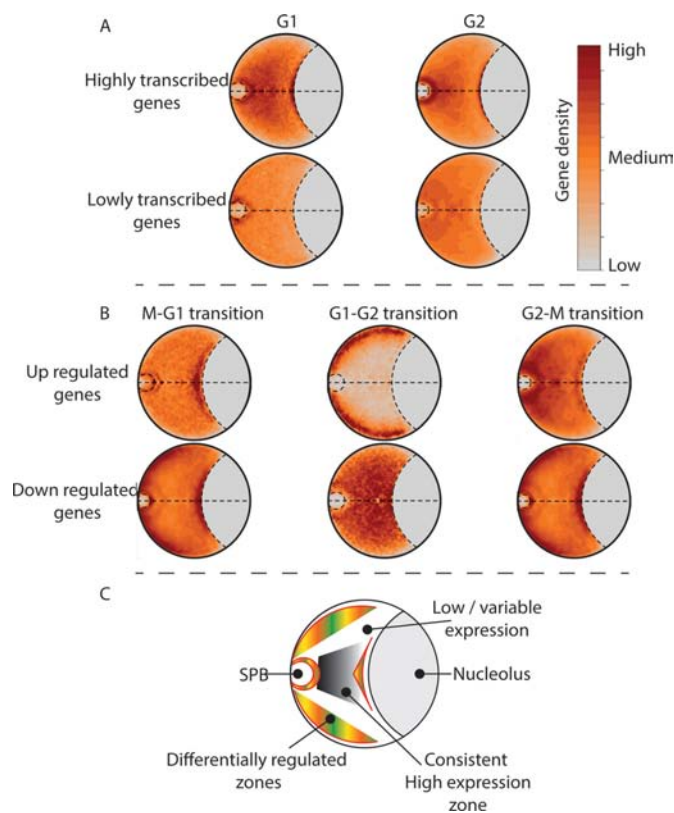 A
G1
G2
Highly transcribed
genes
Lowly transcribed
genes
High
Medium
Low
Gene density
B
M-G1 transition
G1-G2 transition
G2-M transition
Up regulated
genes
Down regulated
genes
C
Low / variable
expression
SPB
Nucleolus
Differentially regulated
zones
Consistent
High expression
zone